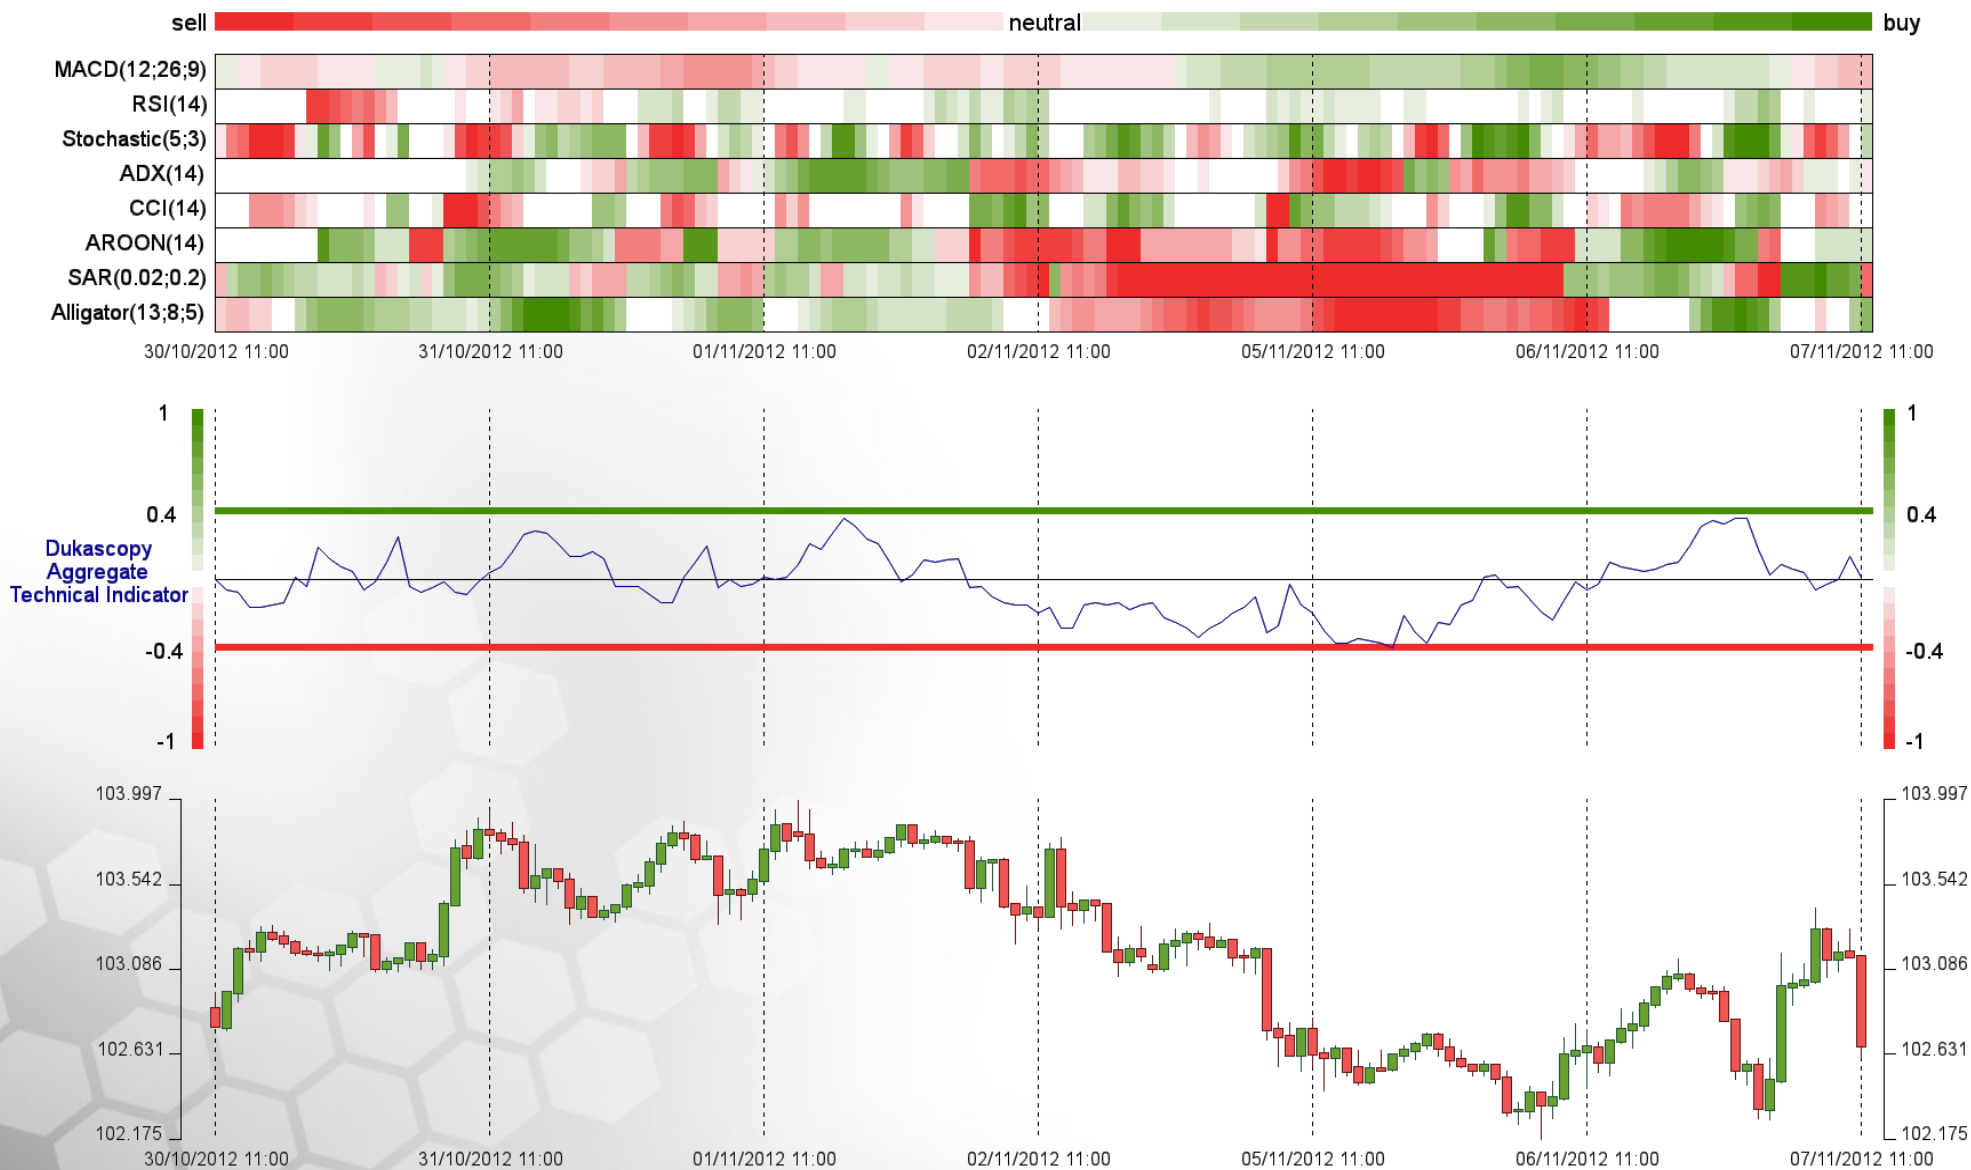 sell neutral buy
MACD(12;26;9)
RSI(14)
Stochastic(5;3)
ADX(14)
CCI(14)
AROON(14)
SAR(0.02;0.2)
Alligator(13;8;5)
30/10/2012 11:00 31/10/2012 11:00 01/11/2012 11:00 02/11/2012 11:00 05/11/2012 11:00 06/11/2012 11:00 07/11/2012 11:00
1 1
0.4 0.4
Dukascopy
Aggregate
Technical Indicator
-0.4 -0.4
-1 -1
103.997 103.997
103.542 103.542
103.086 103.086
102.631 102.631
102.175 102.175
30/10/2012 11:00 31/10/2012 11:00 01/11/2012 11:00 02/11/2012 11:00 05/11/2012 11:00 06/11/2012 11:00 07/11/2012 11:00